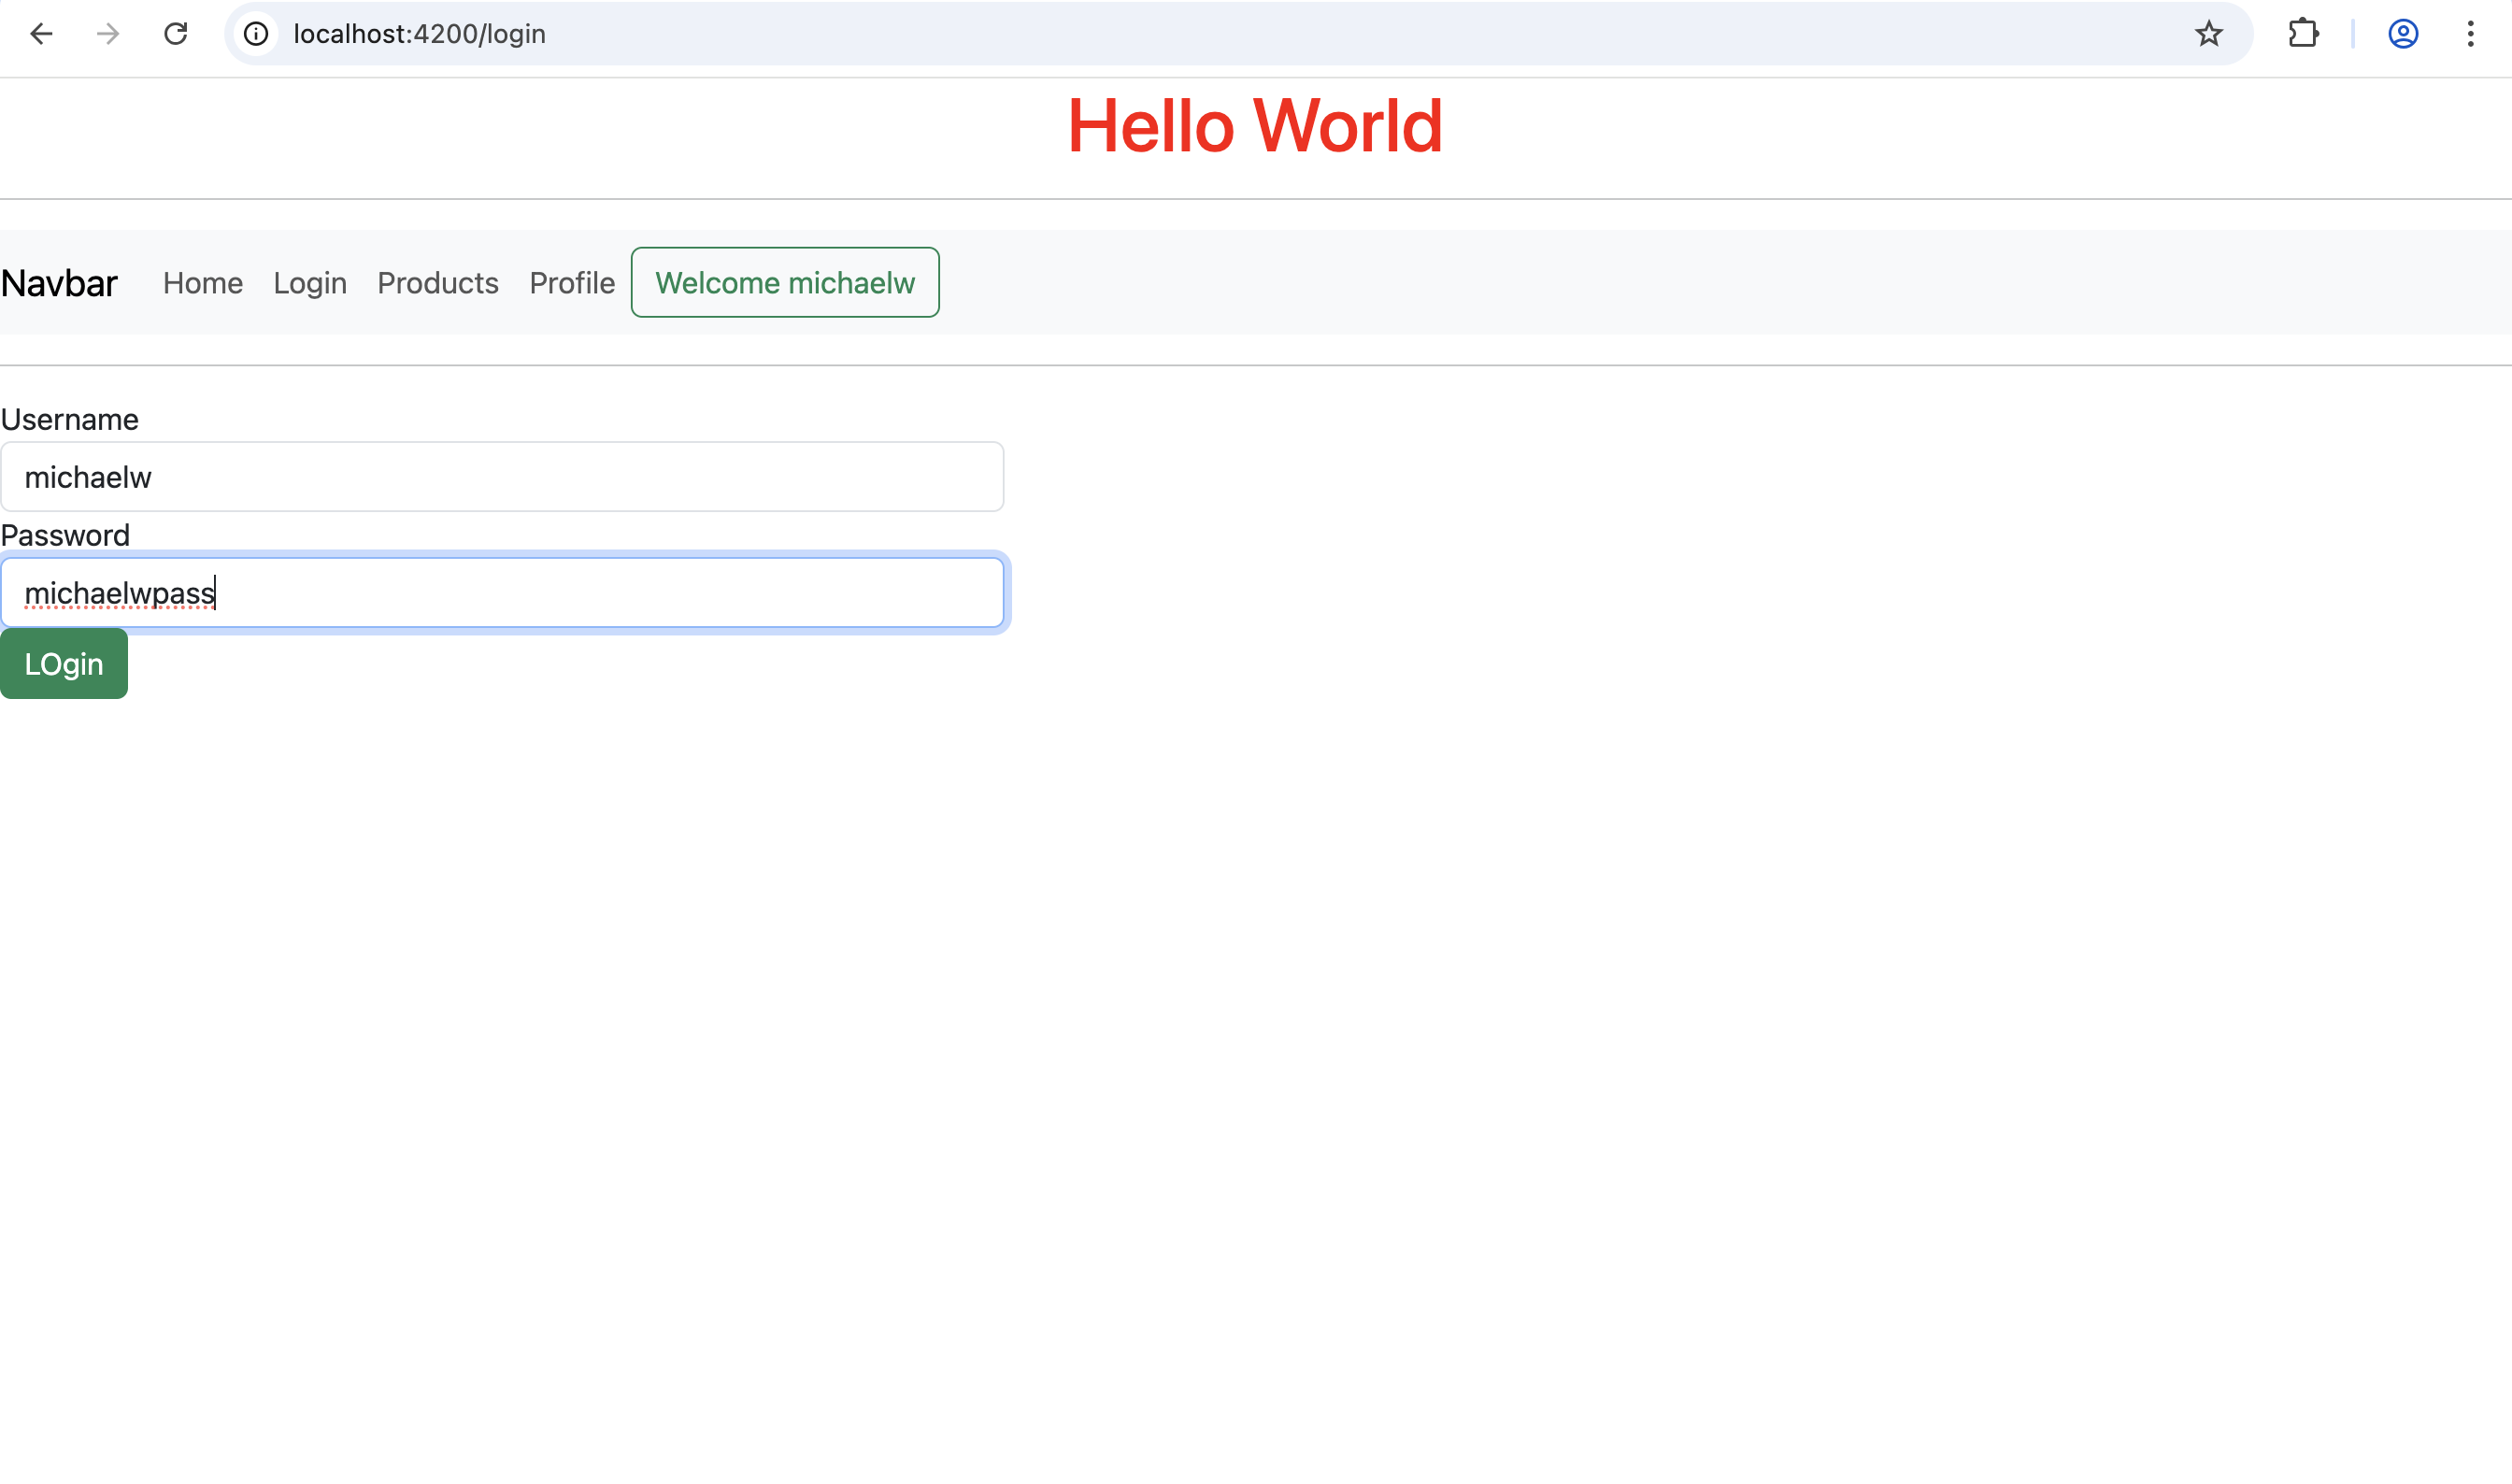 localhost:4200/login
Hello World
Navbar Home Login Products Profile Welcome michaelw
Username
michaelw
Password
michaelwpass
LOgin